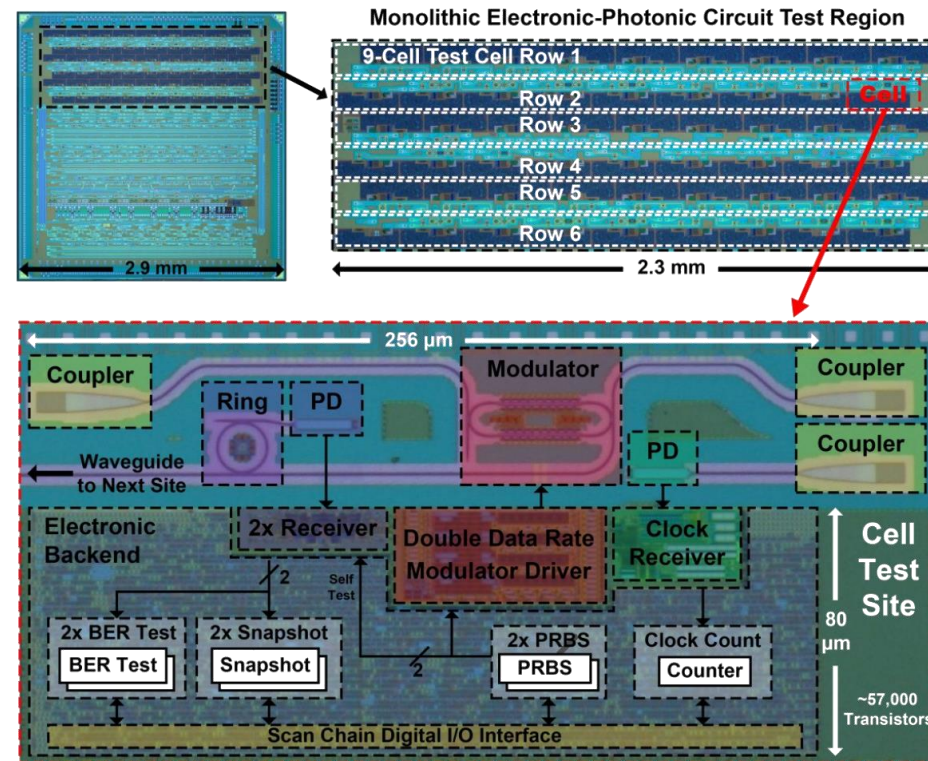 Monolithic Electronic-Photonic Circuit Test Region
9-Cell Test Cell Row 1
Row 2
Cell
Row 3
Row 4
Row 5
Row 6
2.9 mm
2.3 mm
256 μm
Coupler
Ring
PD
Modulator
Coupler
PD
Coupler
Waveguide
to Next Site
Electronic
Backend
2x Receiver
Double Data Rate
Modulator Driver
Clock
Receiver
Cell
Test
Site
2
Self
Test
80
μm
2x BER Test
BER Test
2x Snapshot
Snapshot
2
2x PRBS
PRBS
Clock Count
Counter
~57,000
Transistors
Scan Chain Digital I/O Interface